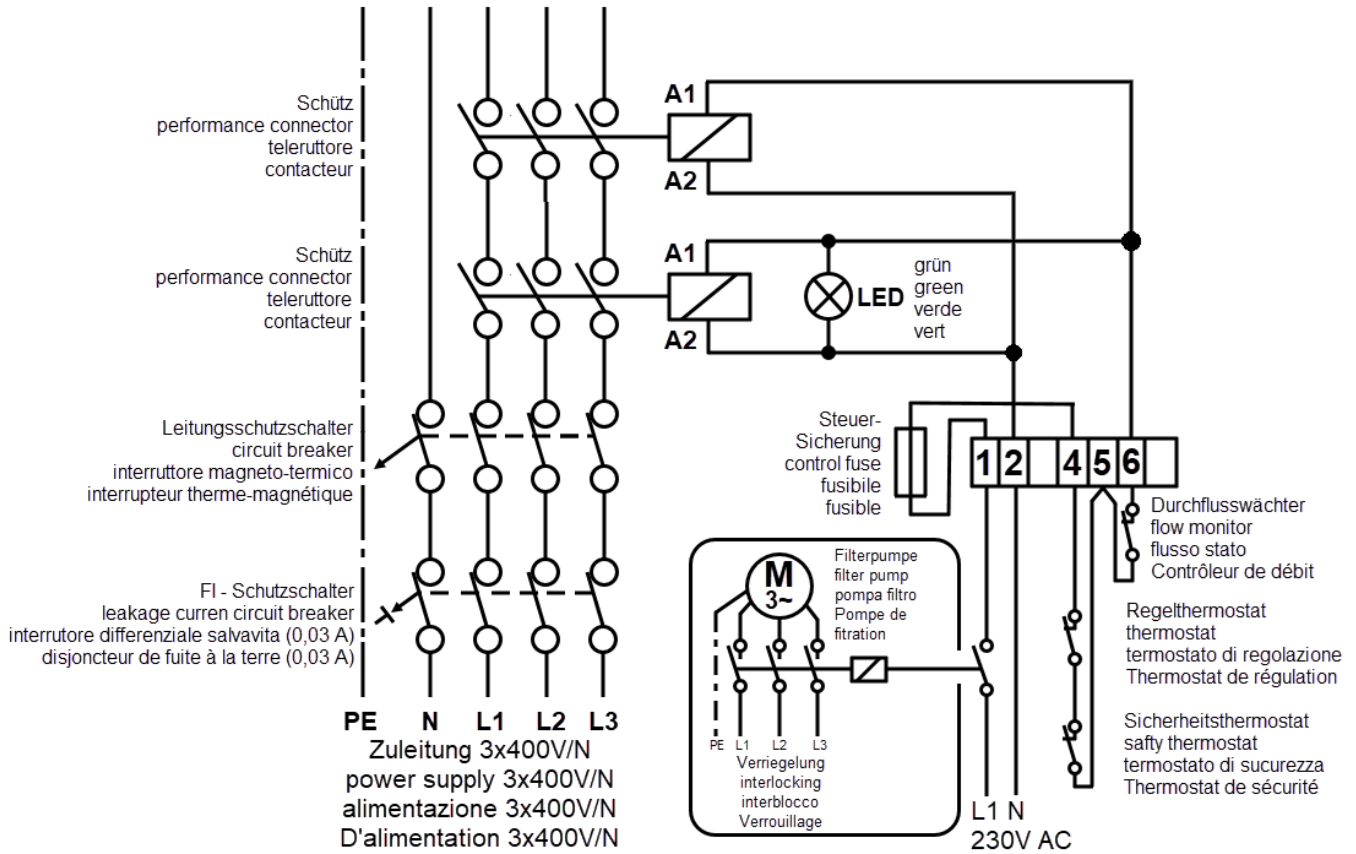 Schütz
performance connector
teleruttore
contacteur
A1
A2
Schütz
performance connector
teleruttore
contacteur
A1
A2
LED
grün
green
verde
vert
Leitungsschutzschalter
circuit breaker
interruttore magneto-termico
interrupteur therme-magnétique
Steuer-
Sicherung
control fuse
fusibile
fusible
1 2 4 5 6
Durchflusswächter
flow monitor
flusso stato
Contrôleur de débit
FI - Schutzschalter
leakage curren circuit breaker
interrutore differenziale salvavita (0,03 A)
disjoncteur de fuite à la terre (0,03 A)
M
3~
Filterpumpe
filter pump
pompa filtro
Pompe de
fitration
Regelthermostat
thermostat
termostato di regolazione
Thermostat de régulation
PE N L1 L2 L3
Zuleitung 3x400V/N
power supply 3x400V/N
alimentazione 3x400V/N
D'alimentation 3x400V/N
PE L1 L2 L3
Verriegelung
interlocking
interblocco
Verrouillage
Sicherheitsthermostat
safty thermostat
termostato di sucurezza
Thermostat de sécurité
L1 N
230V AC